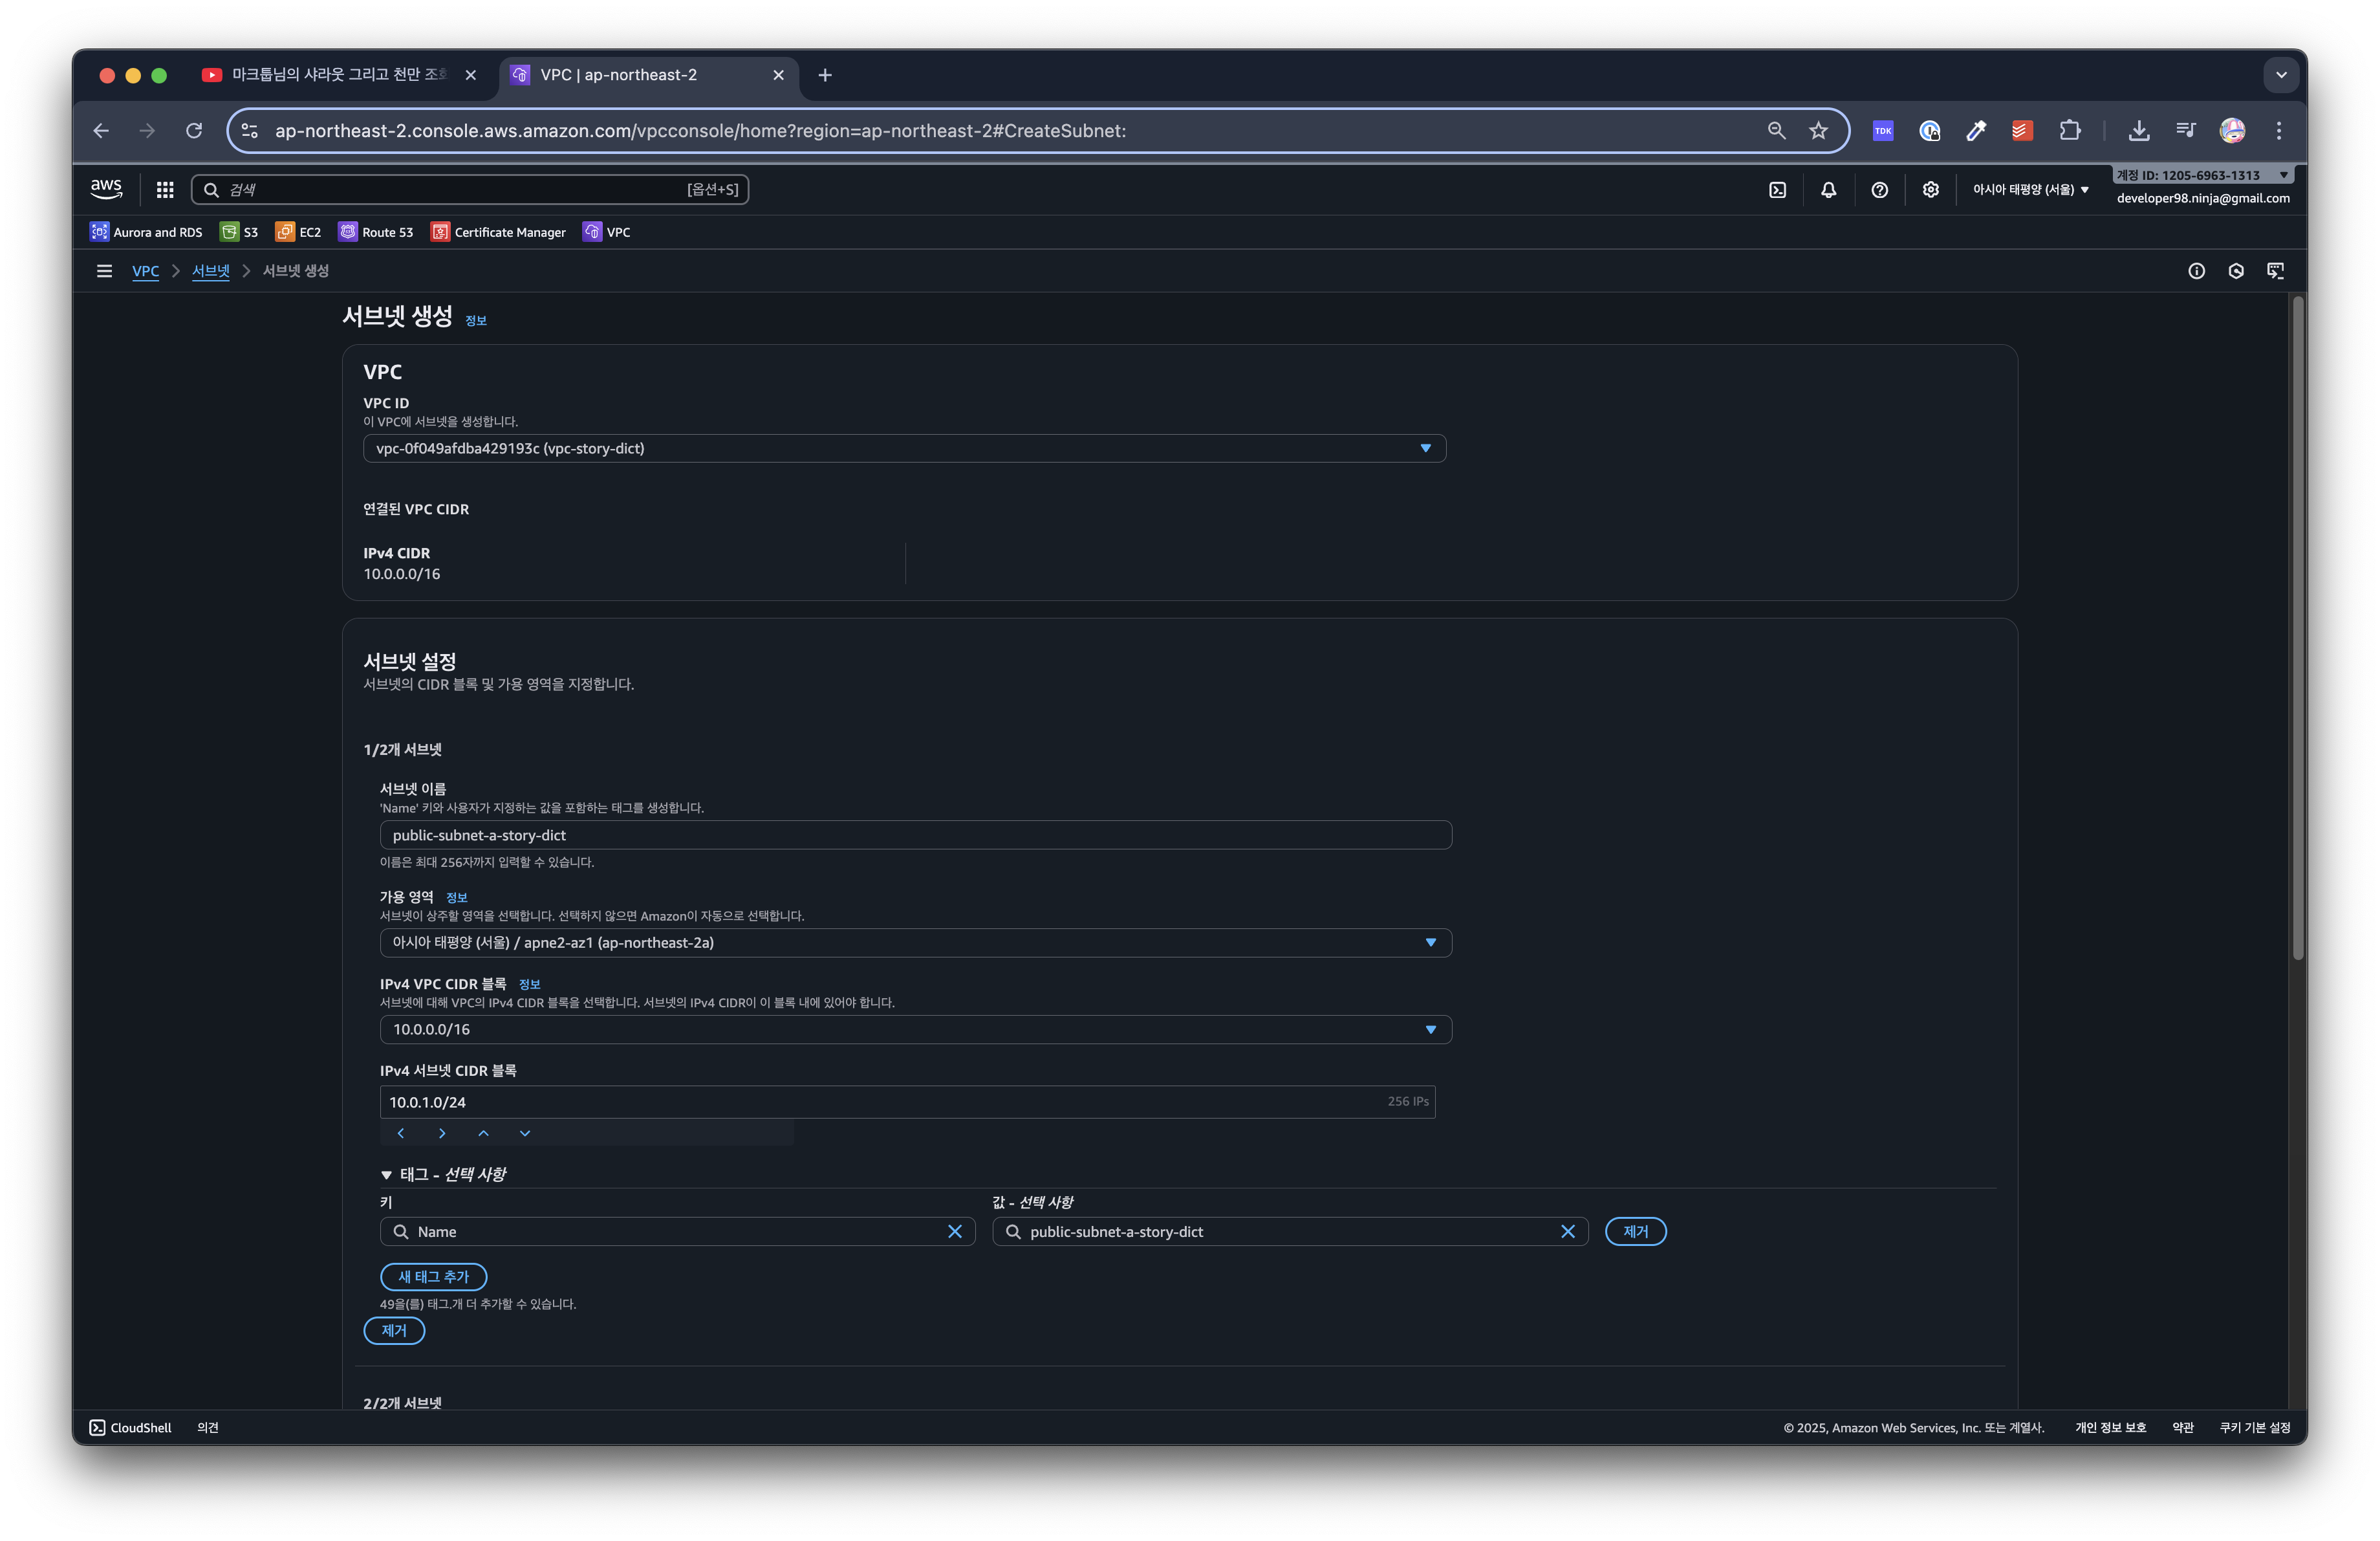 마크툽님의 샤라웃 그리고 천만 조회
VPC | ap-northeast-2
ap-northeast-2.console.aws.amazon.com/vpcconsole/home?region=ap-northeast-2#CreateSubnet:
TDK
aws
검색
[옵션+S]
아시아 태평양 (서울)
계정 ID: 1205-6963-1313
developer98.ninja@gmail.com
Aurora and RDS
S3
EC2
Route 53
Certificate Manager
VPC
VPC
서브넷
서브넷 생성
서브넷 생성 정보
VPC
VPC ID
이 VPC에 서브넷을 생성합니다.
vpc-0f049afdba429193c (vpc-story-dict)
연결된 VPC CIDR
IPv4 CIDR
10.0.0.0/16
서브넷 설정
서브넷의 CIDR 블록 및 가용 영역을 지정합니다.
1/2개 서브넷
서브넷 이름
'Name' 키와 사용자가 지정하는 값을 포함하는 태그를 생성합니다.
public-subnet-a-story-dict
이름은 최대 256자까지 입력할 수 있습니다.
가용 영역 정보
서브넷이 상주할 영역을 선택합니다. 선택하지 않으면 Amazon이 자동으로 선택합니다.
아시아 태평양 (서울) / apne2-az1 (ap-northeast-2a)
IPv4 VPC CIDR 블록 정보
서브넷에 대해 VPC의 IPv4 CIDR 블록을 선택합니다. 서브넷의 IPv4 CIDR이 이 블록 내에 있어야 합니다.
10.0.0.0/16
IPv4 서브넷 CIDR 블록
10.0.1.0/24
256 IPs
태그 - 선택 사항
키
값 - 선택 사항
Name
public-subnet-a-story-dict
제거
새 태그 추가
49을(를) 태그.개 더 추가할 수 있습니다.
제거
2/2개 서브넷
CloudShell
의견
© 2025, Amazon Web Services, Inc. 또는 계열사.
개인 정보 보호
약관
쿠키 기본 설정